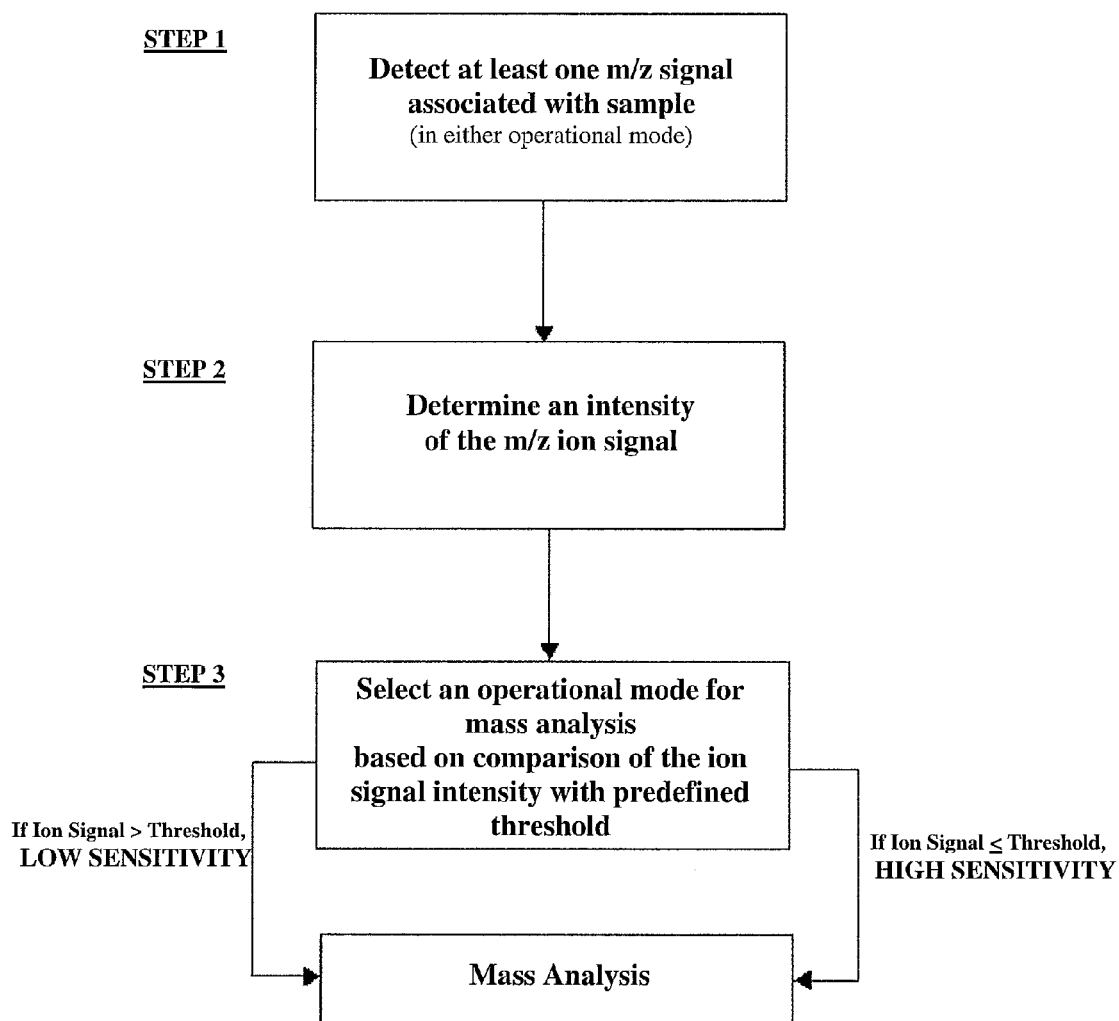 STEP 1
Detect at least one m/z signal
associated with sample
(in either operational mode)
STEP 2
Determine an intensity
of the m/z ion signal
STEP 3
Select an operational mode for
mass analysis
based on comparison of the ion
signal intensity with predefined
threshold
If Ion Signal > Threshold,
LOW SENSITIVITY
If Ion Signal ≤ Threshold,
HIGH SENSITIVITY
Mass Analysis